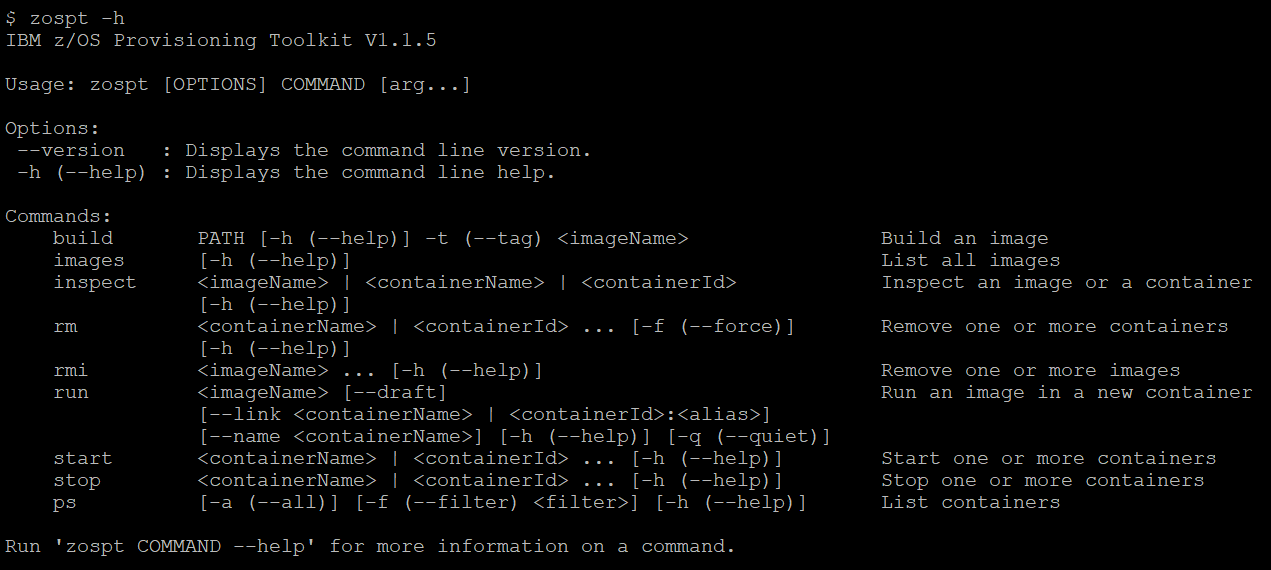 $ zospt -h
IBM z/OS Provisioning Toolkit V1.1.5
Usage: zospt [OPTIONS] COMMAND [arg...]
Options:
 --version   : Displays the command line version.
 -h (--help) : Displays the command line help.
Commands:
    build       PATH [-h (--help)] -t (--tag) <imageName>                Build an image
    images      [-h (--help)]                                            List all images
    inspect     <imageName> | <containerName> | <containerId>            Inspect an image or a container
                [-h (--help)]
    rm          <containerName> | <containerId> ... [-f (--force)]       Remove one or more containers
                [-h (--help)]
    rmi         <imageName> ... [-h (--help)]                            Remove one or more images
    run         <imageName> [--draft]                                    Run an image in a new container
                [--link <containerName> | <containerId>:<alias>]
                [--name <containerName>] [-h (--help)] [-q (--quiet)]
    start       <containerName> | <containerId> ... [-h (--help)]        Start one or more containers
    stop        <containerName> | <containerId> ... [-h (--help)]        Stop one or more containers
    ps          [-a (--all)] [-f (--filter) <filter>] [-h (--help)]      List containers
Run 'zospt COMMAND --help' for more information on a command.